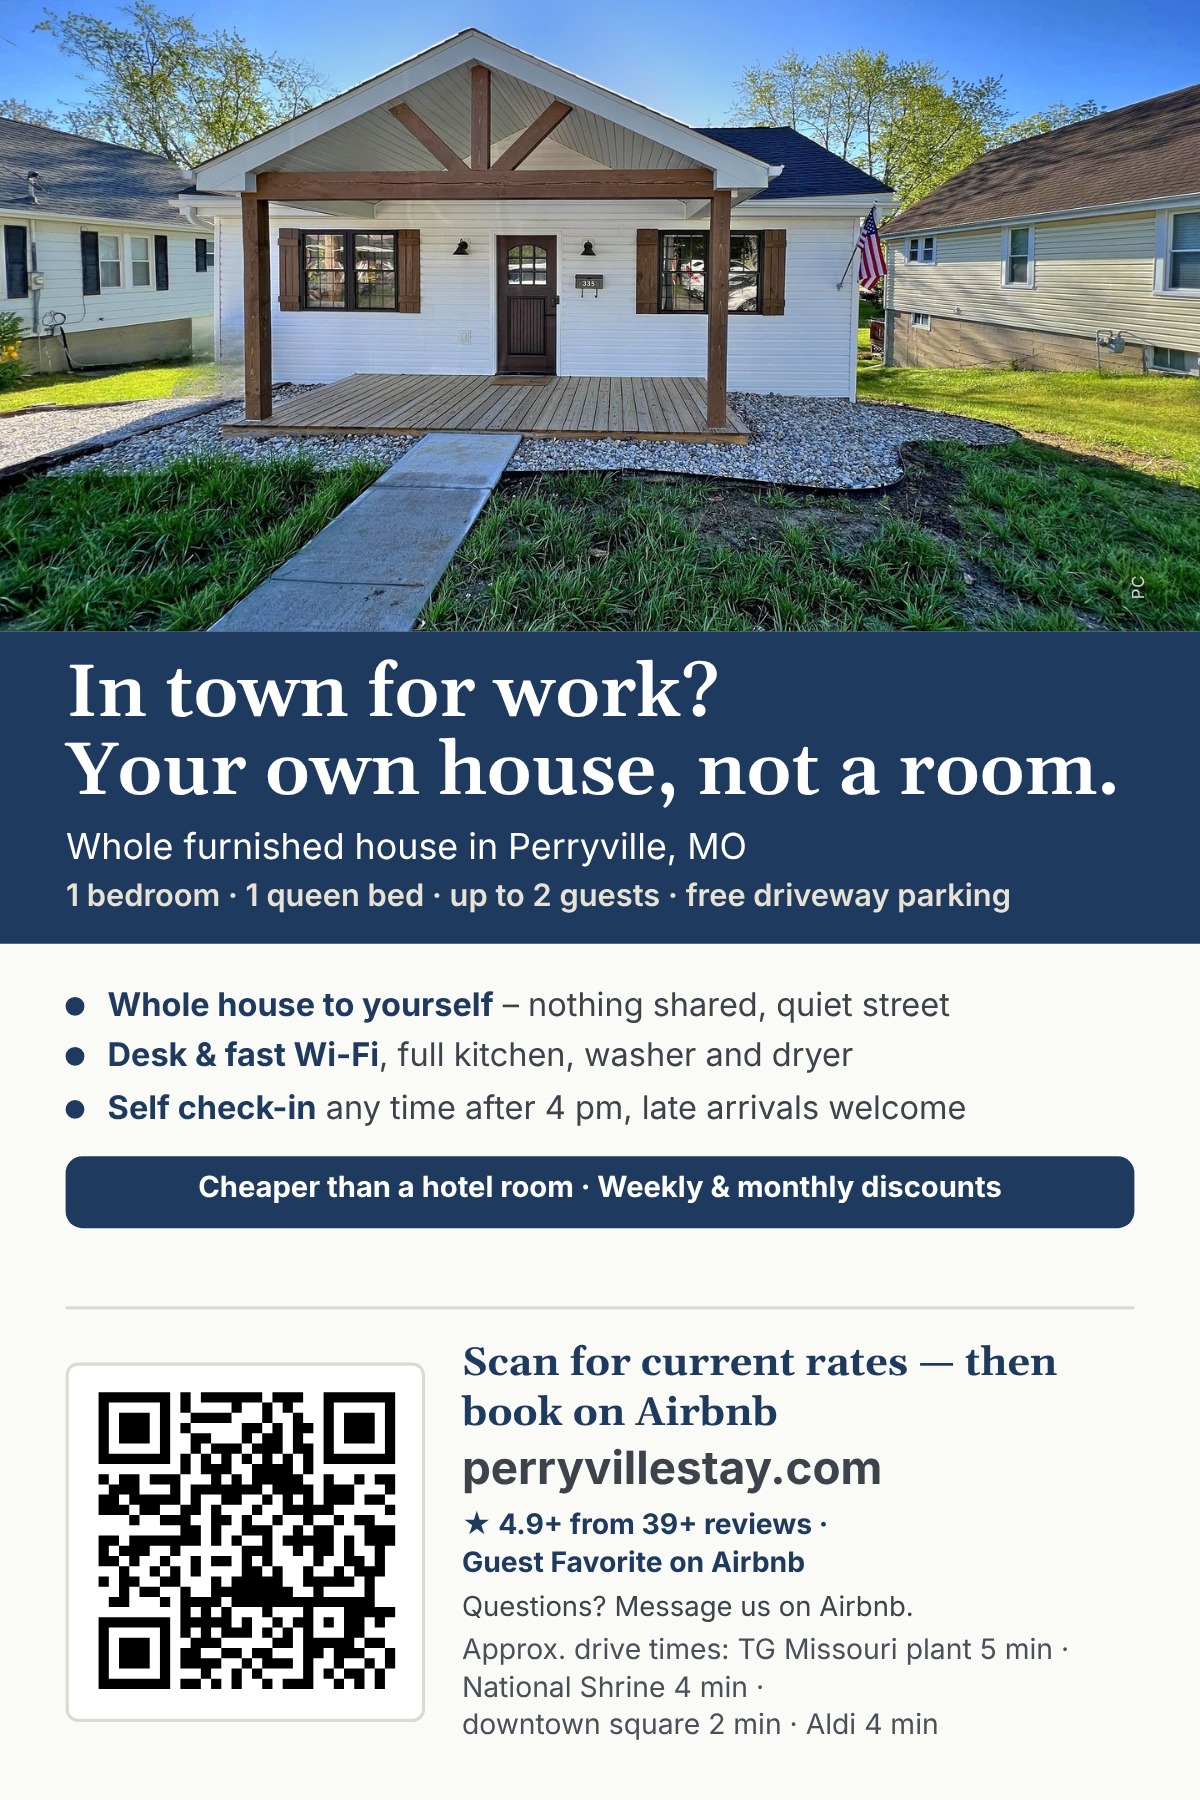 335
PC
In town for work?
Your own house, not a room.
Whole furnished house in Perryville, MO
1 bedroom · 1 queen bed · up to 2 guests · free driveway parking
● Whole house to yourself – nothing shared, quiet street
● Desk & fast Wi-Fi, full kitchen, washer and dryer
● Self check-in any time after 4 pm, late arrivals welcome
Cheaper than a hotel room · Weekly & monthly discounts
Scan for current rates — then
book on Airbnb
perryvillestay.com
★ 4.9+ from 39+ reviews ·
Guest Favorite on Airbnb
Questions? Message us on Airbnb.
Approx. drive times: TG Missouri plant 5 min ·
National Shrine 4 min ·
downtown square 2 min · Aldi 4 min